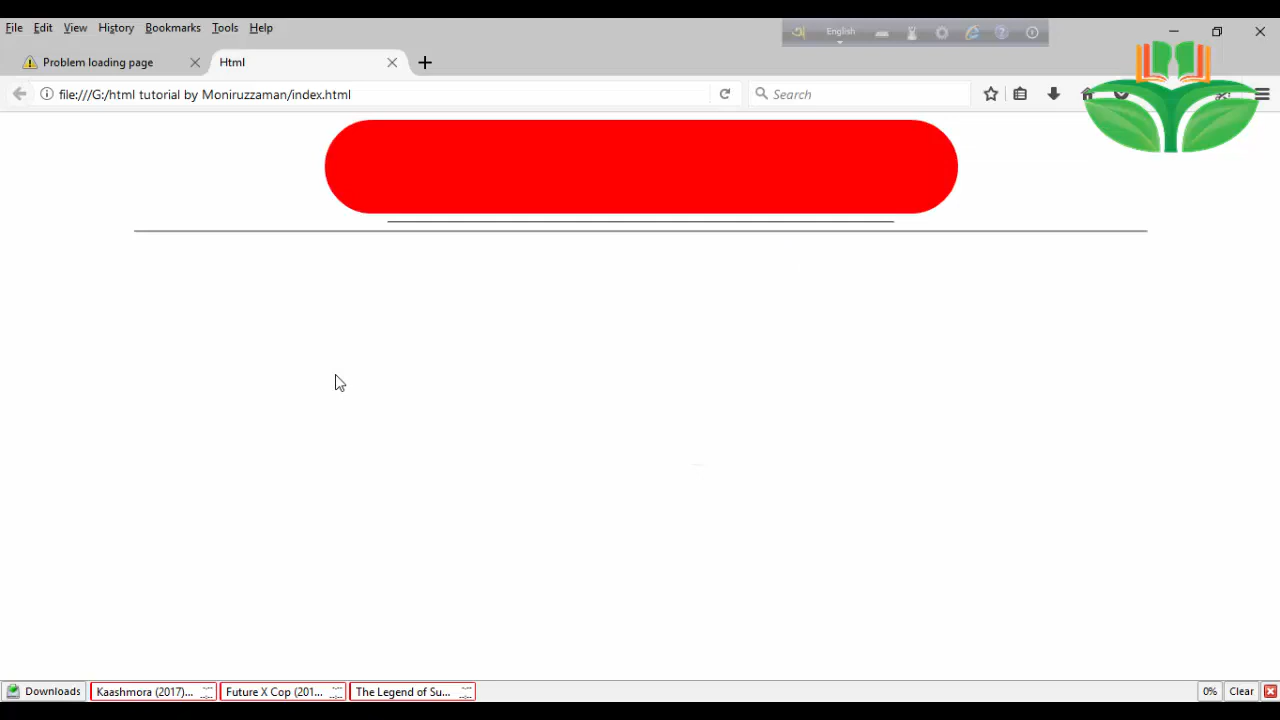 File Edit View History Bookmarks Tools Help
English
Problem loading page
Html
file:///G:/html tutorial by Moniruzzaman/index.html
Search
Downloads
Kaashmora (2017)...
Future X Cop (201...
The Legend of Su...
0%
Clear